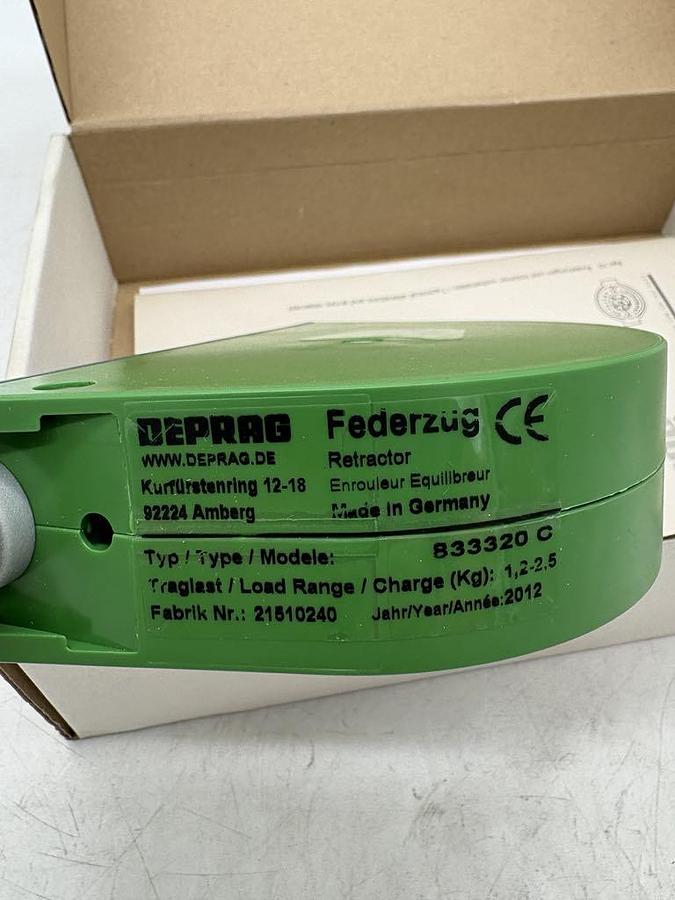 DEPRAG
WWW.DEPRAG.DE
Kurfürstenring 12-18
92224 Amberg
Federzug CE
Retractor
Enrouleur Equilibreur
Made in Germany
Typ / Type / Modele: 833320 C
Traglast / Load Range / Charge (Kg): 1,2-2,5
Fabrik Nr.: 21510240 Jahr/Year/Année:2012